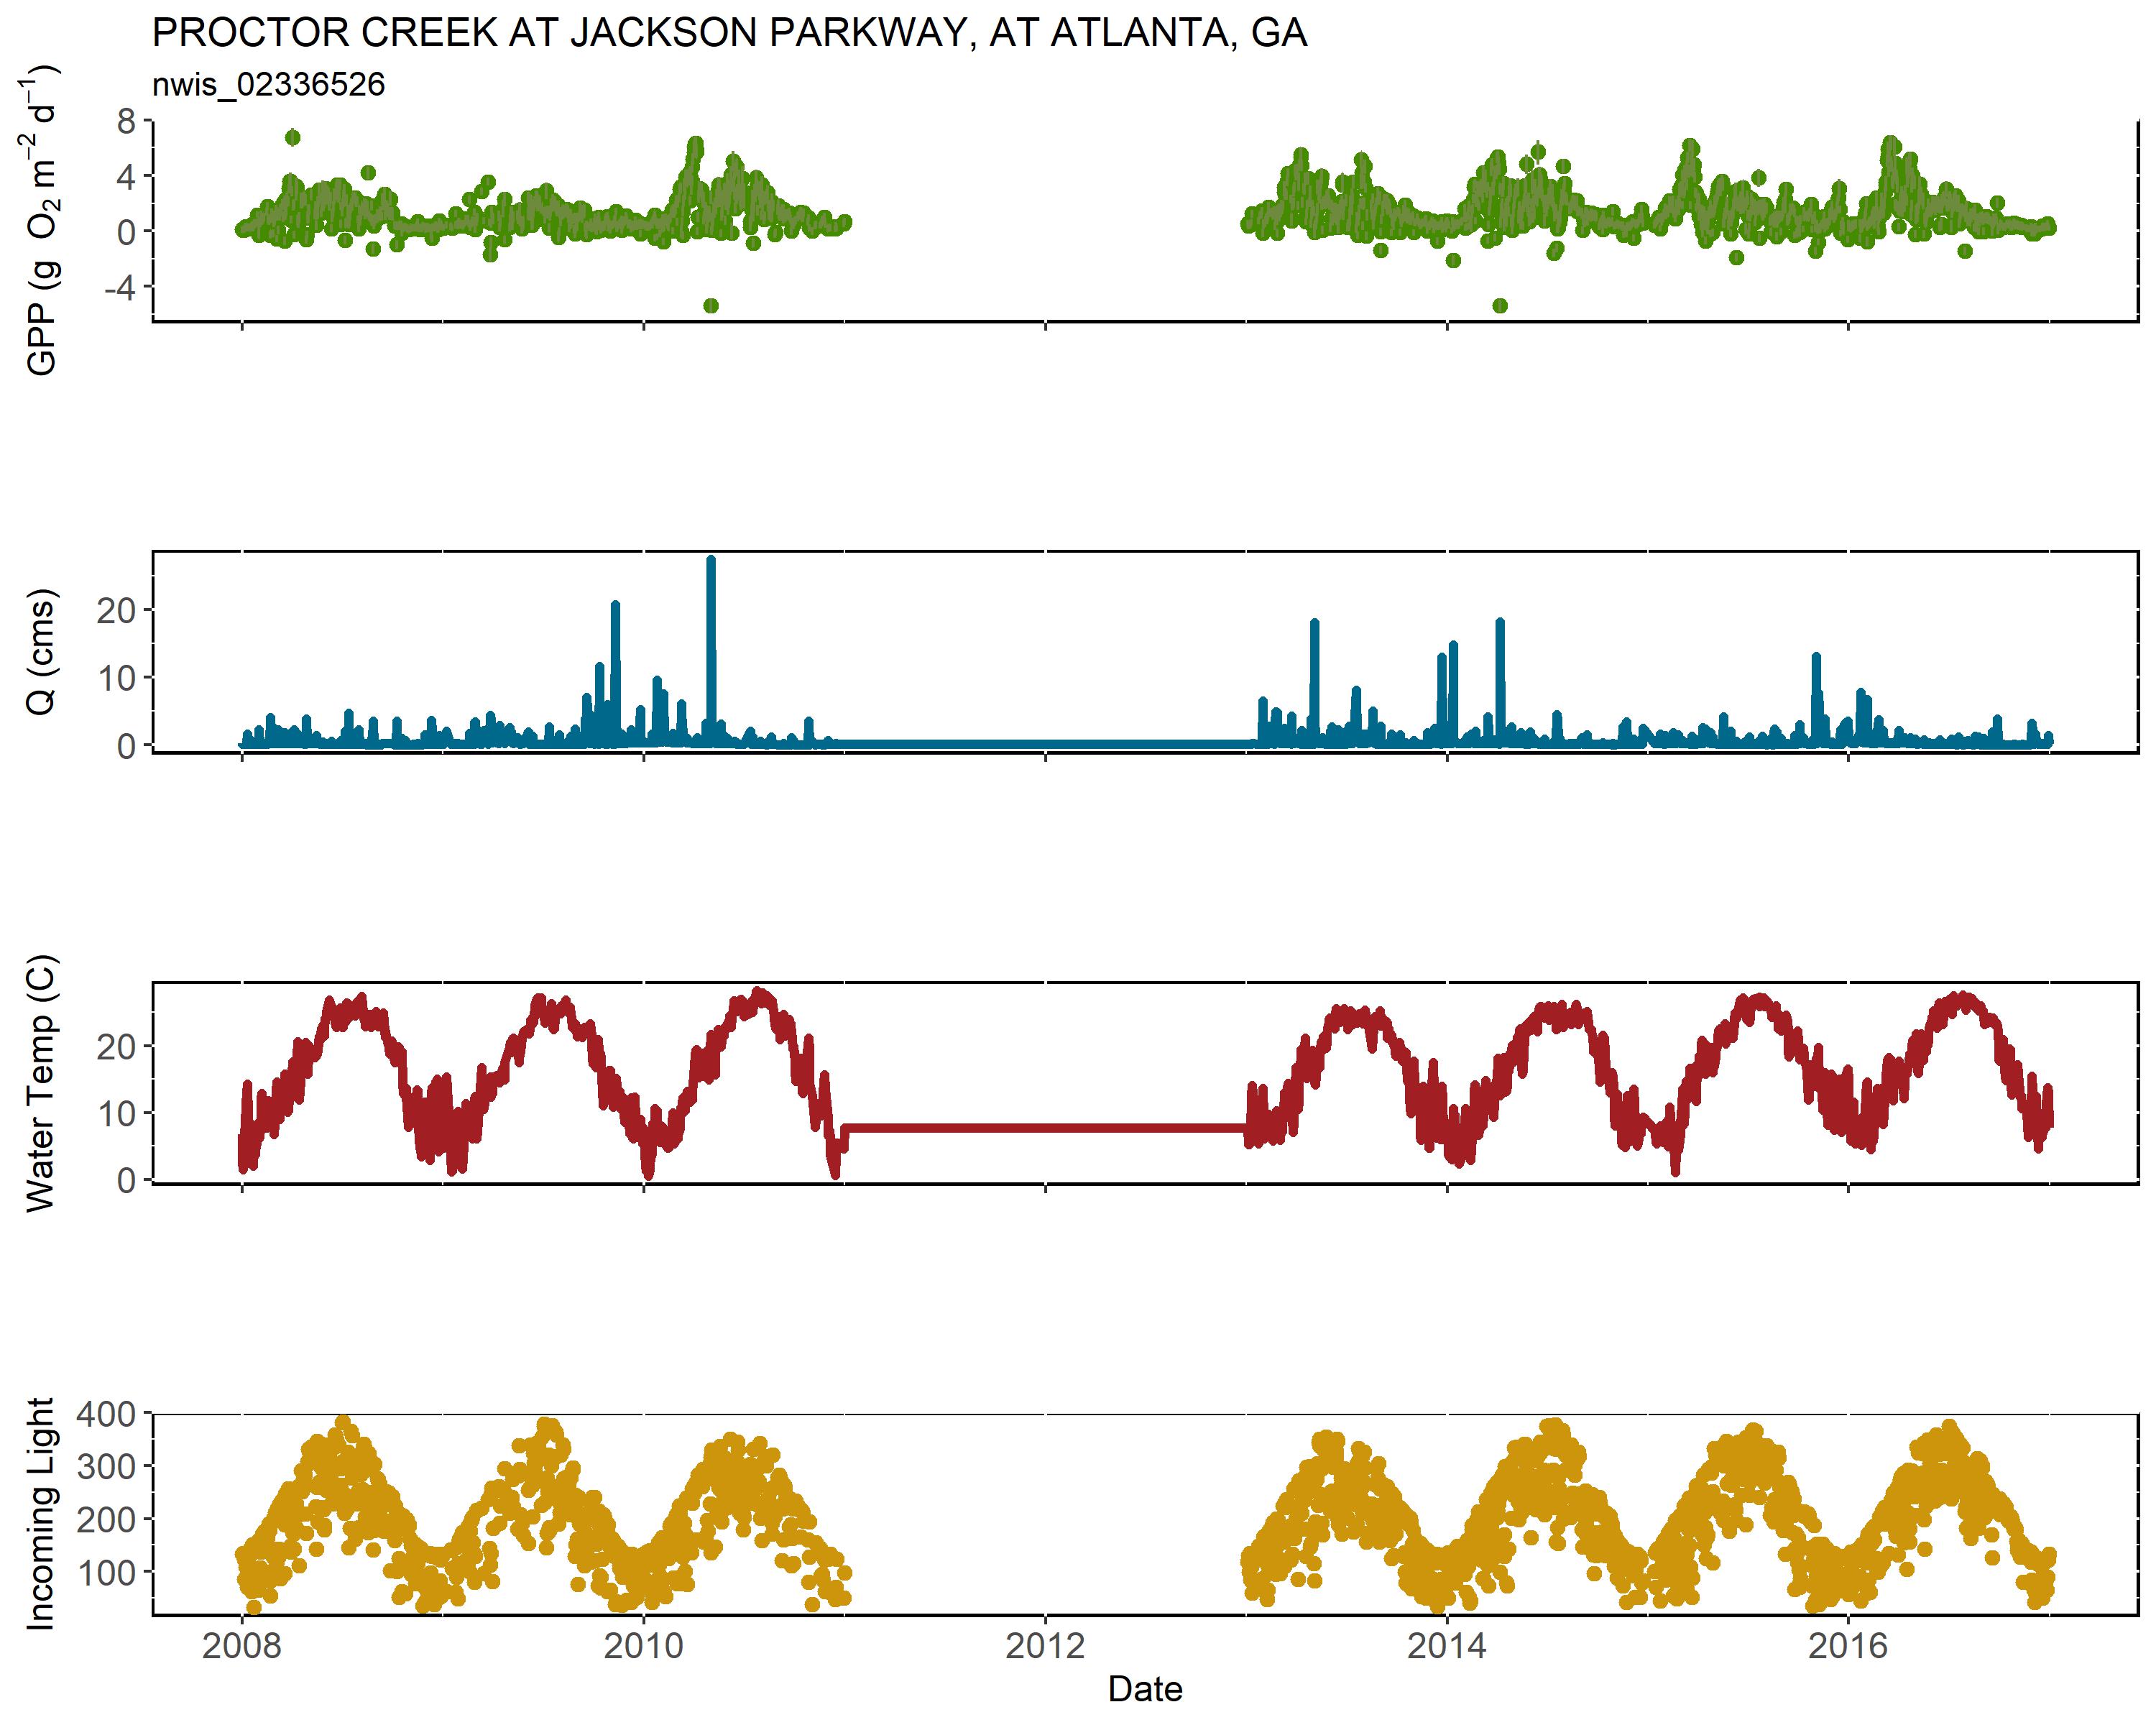 PROCTOR CREEK AT JACKSON PARKWAY, AT ATLANTA, GA
nwis_02336526
GPP (g O₂ m⁻² d⁻¹)
8
4
0
-4
Q (cms)
20
10
0
Water Temp (C)
20
10
0
Incoming Light
400
300
200
100
2008 2010 2012 2014 2016
Date